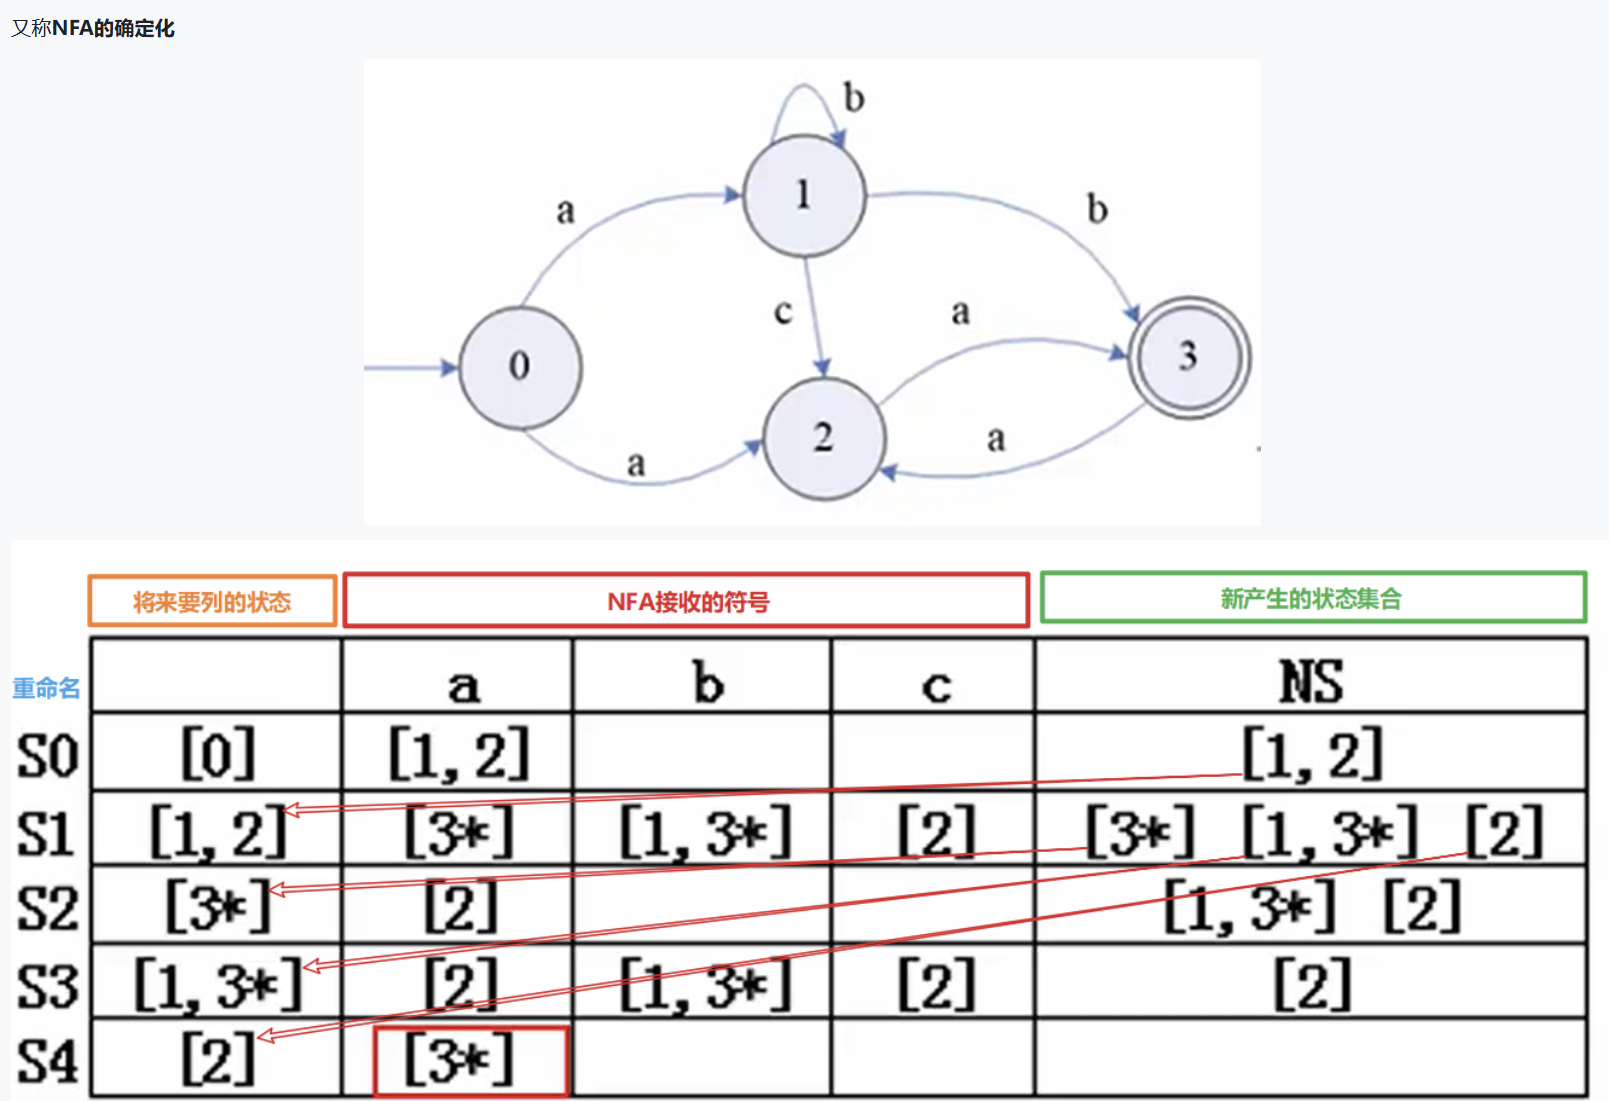 又称NFA的确定化
b
1
a
b
c
a
0
3
2
a
a
将来要列的状态 NFA接收的符号 新产生的状态集合
重命名 a b c NS
S0 [0] [1,2] [1,2]
S1 [1,2] [3*] [1,3*] [2] [3*] [1,3*] [2]
S2 [3*] [2] [1,3*] [2]
S3 [1,3*] [2] [1,3*] [2] [2]
S4 [2] [3*]